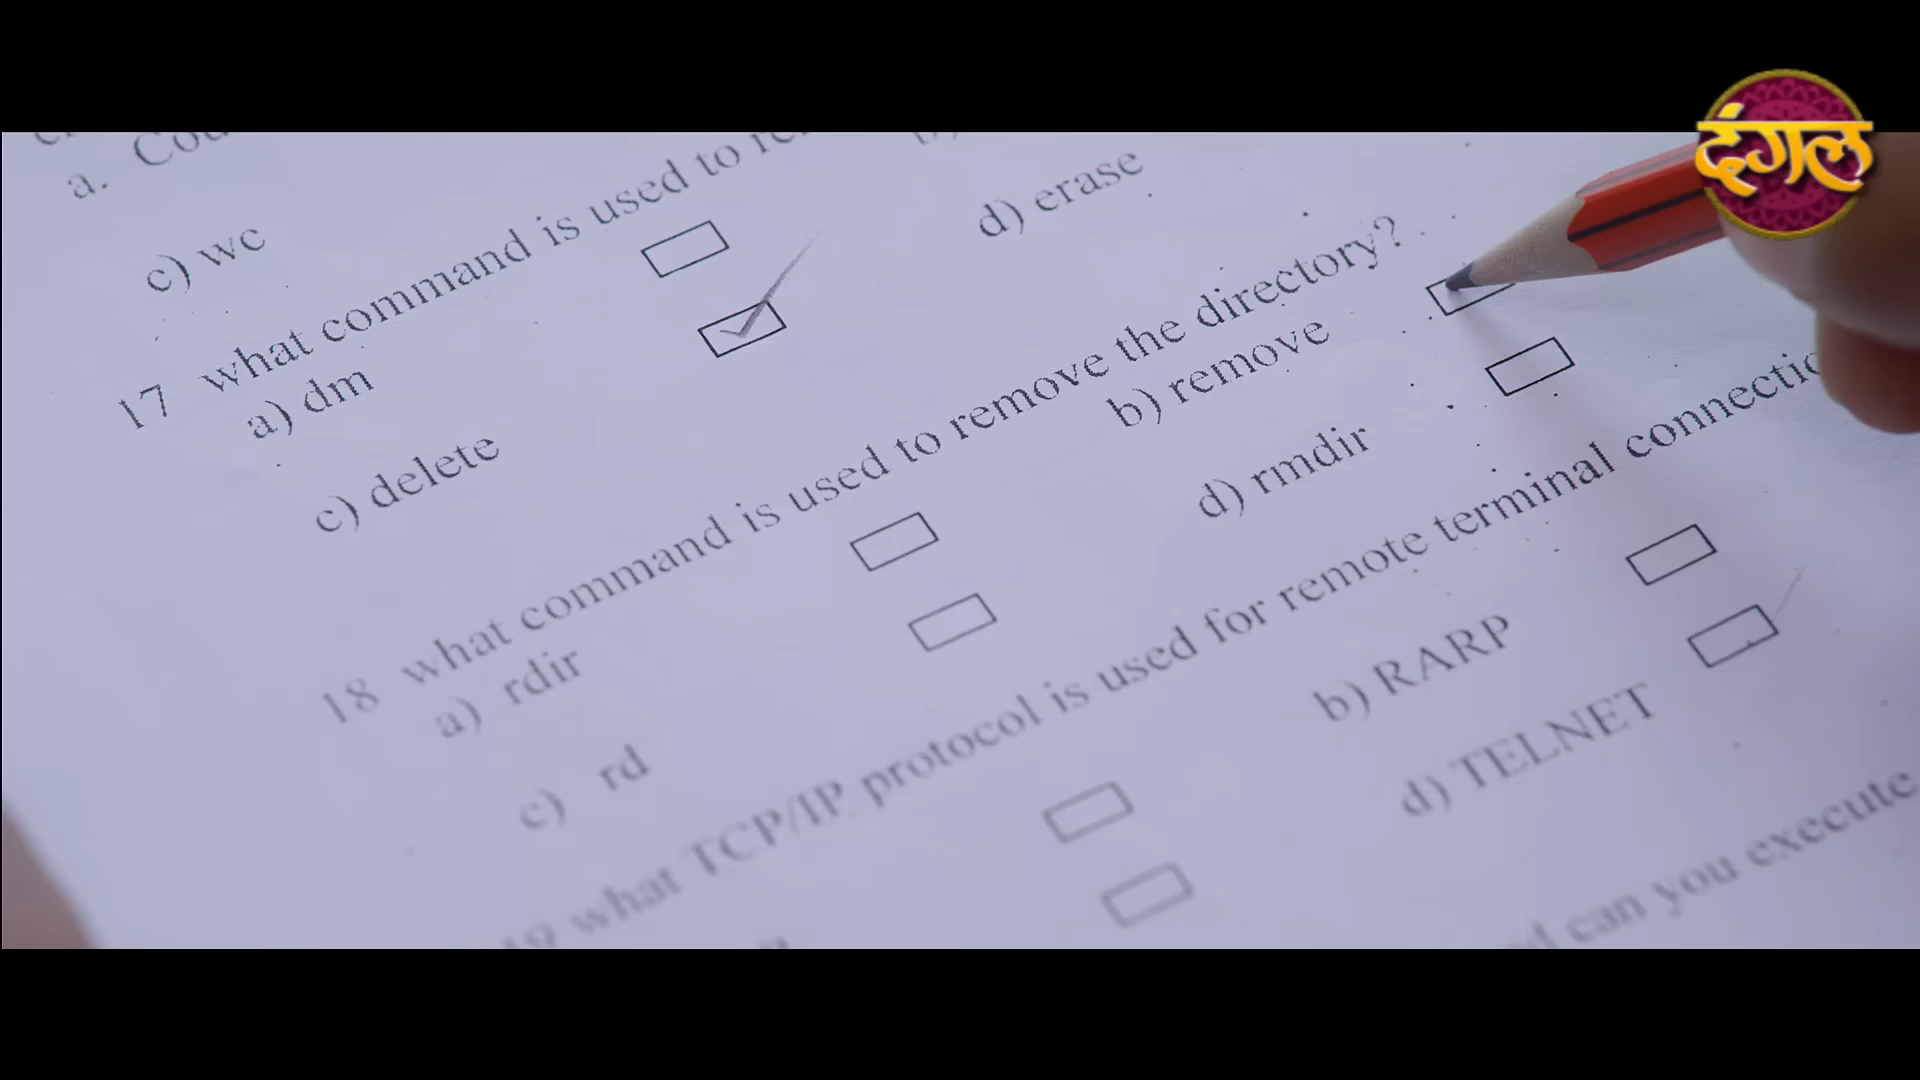 दंगल
a.
c) wc
17 what command is used to
a) dm
c) delete
d) erase
18 what command is used to remove the directory?
a) rdir
b) remove
c) rd
d) rmdir
19 what TCP/IP protocol is used for remote terminal
b) RARP
d) TELNET
can you execute